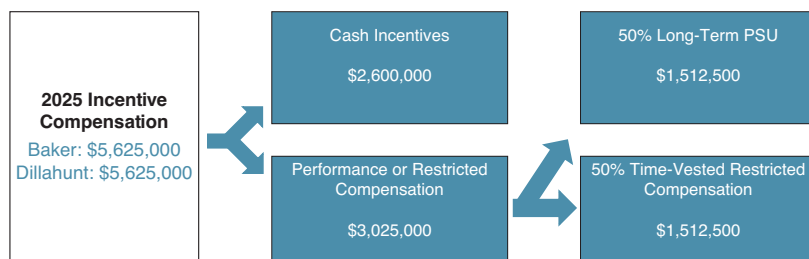 2025 Incentive
Compensation
Baker: $5,625,000
Dillahunt: $5,625,000
Cash Incentives
$2,600,000
Performance or Restricted
Compensation
$3,025,000
50% Long-Term PSU
$1,512,500
50% Time-Vested Restricted
Compensation
$1,512,500